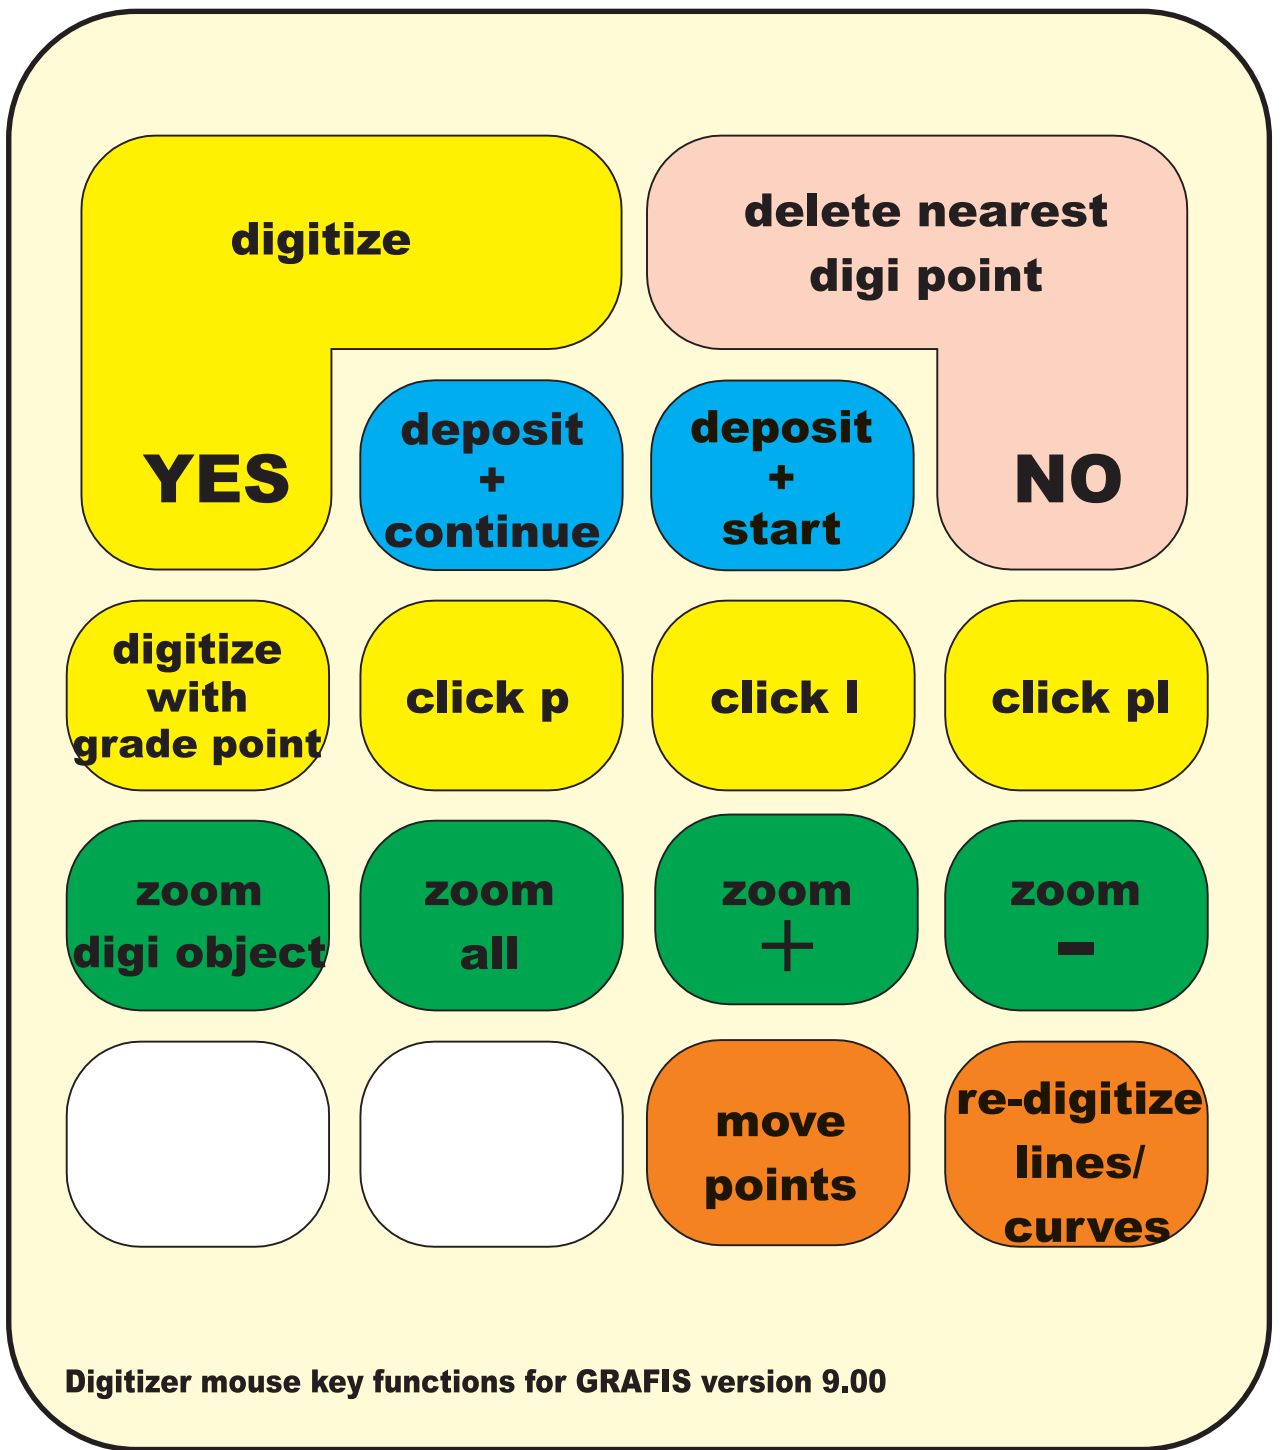 digitize
YES
delete nearest
digi point
NO
deposit
+
continue
deposit
+
start
digitize
with
grade point
click p
click l
click pl
zoom
digi object
zoom
all
zoom
+
zoom
-
move
points
re-digitize
lines/
curves
Digitizer mouse key functions for GRAFIS version 9.00